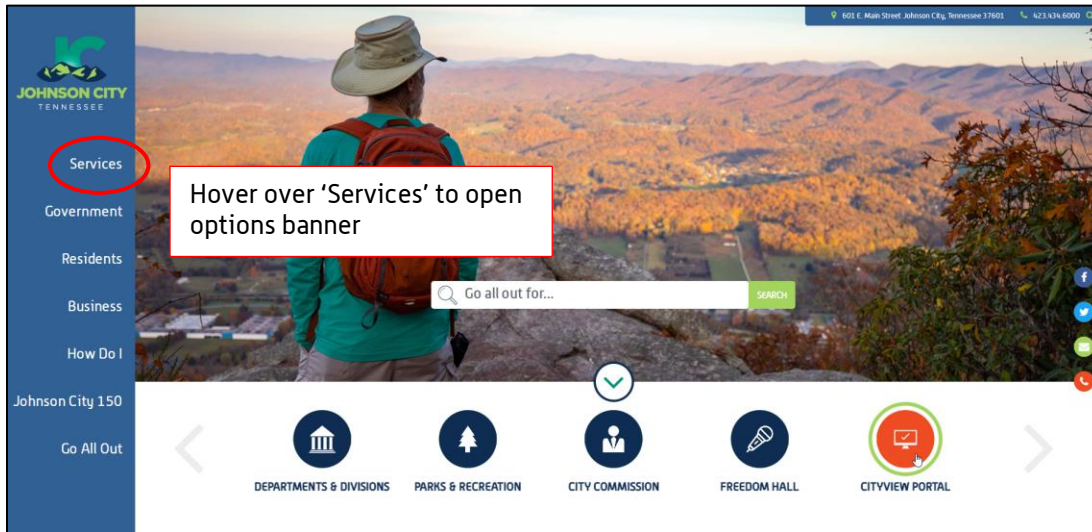 601 E. Main Street Johnson City, Tennessee 37601 423.434.6000
JC
JOHNSON CITY
TENNESSEE
Services
Government
Residents
Business
How Do I
Johnson City 150
Go All Out
Hover over ‘Services’ to open
options banner
Go all out for... SEARCH
DEPARTMENTS & DIVISIONS PARKS & RECREATION CITY COMMISSION FREEDOM HALL CITYVIEW PORTAL